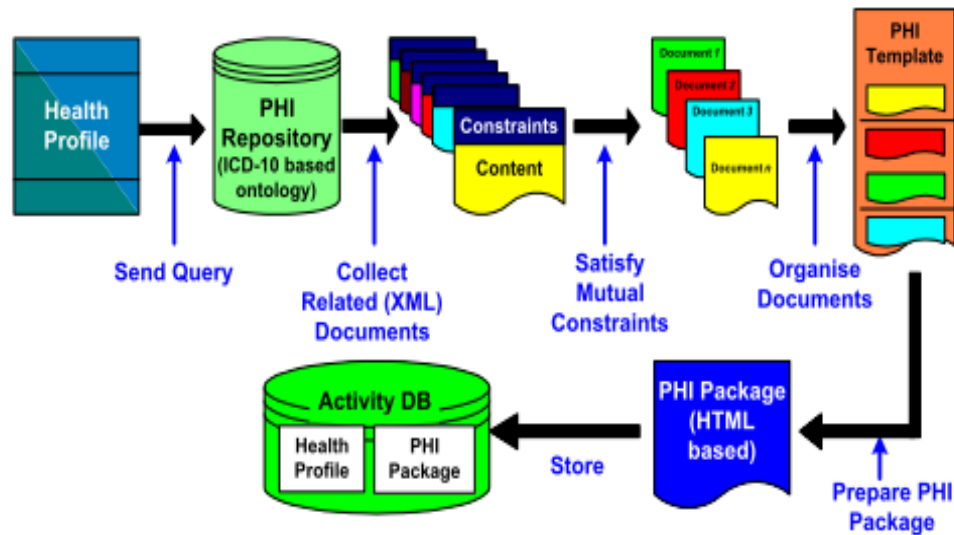 Health
Profile
PHI
Repository
(ICD-10 based
ontology)
Constraints
Content
Document 1
Document 2
Document 3
Document n
PHI
Template
Send Query
Collect
Related (XML)
Documents
Satisfy
Mutual
Constraints
Organise
Documents
Activity DB
Health
Profile
PHI
Package
Store
PHI Package
(HTML
based)
Prepare PHI
Package